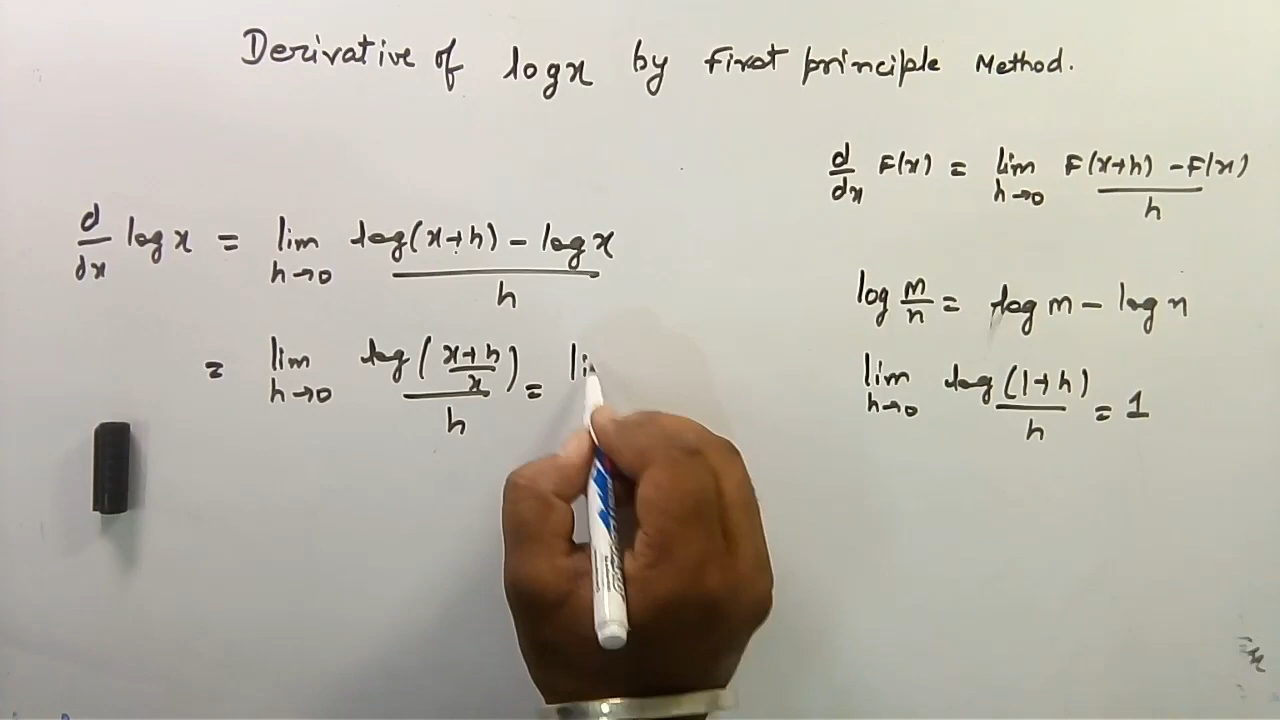 Derivative of log x by First principle Method.
d/dx F(x) = lim h→0 F(x+h) - F(x) / h
d/dx log x = lim h→0 log(x+h) - log x / h
log m/n = log m - log n
= lim h→0 log(x+h/x) / h = li
lim h→0 log(1+h) / h = 1